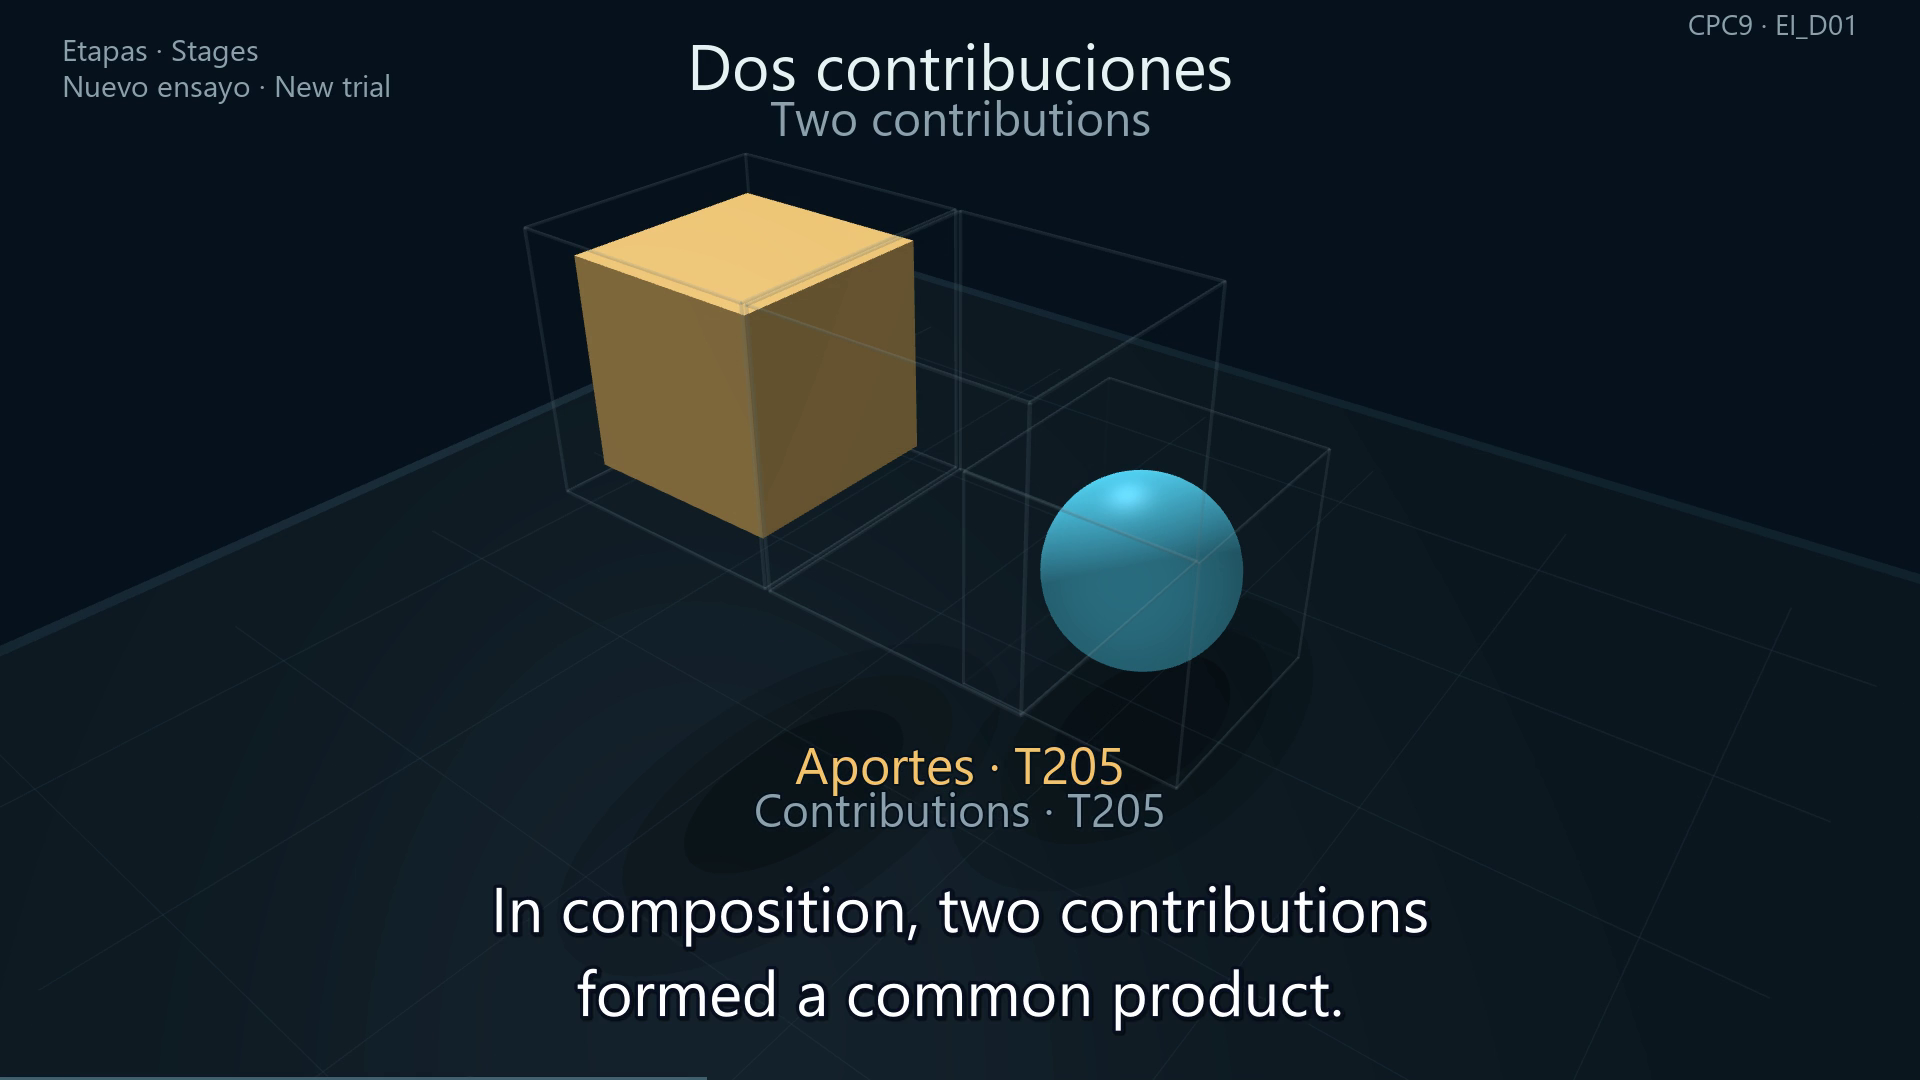 Etapas · Stages
Nuevo ensayo · New trial
CPC9 · EI_D01
Dos contribuciones
Two contributions
Aportes · T205
Contributions · T205
In composition, two contributions
formed a common product.